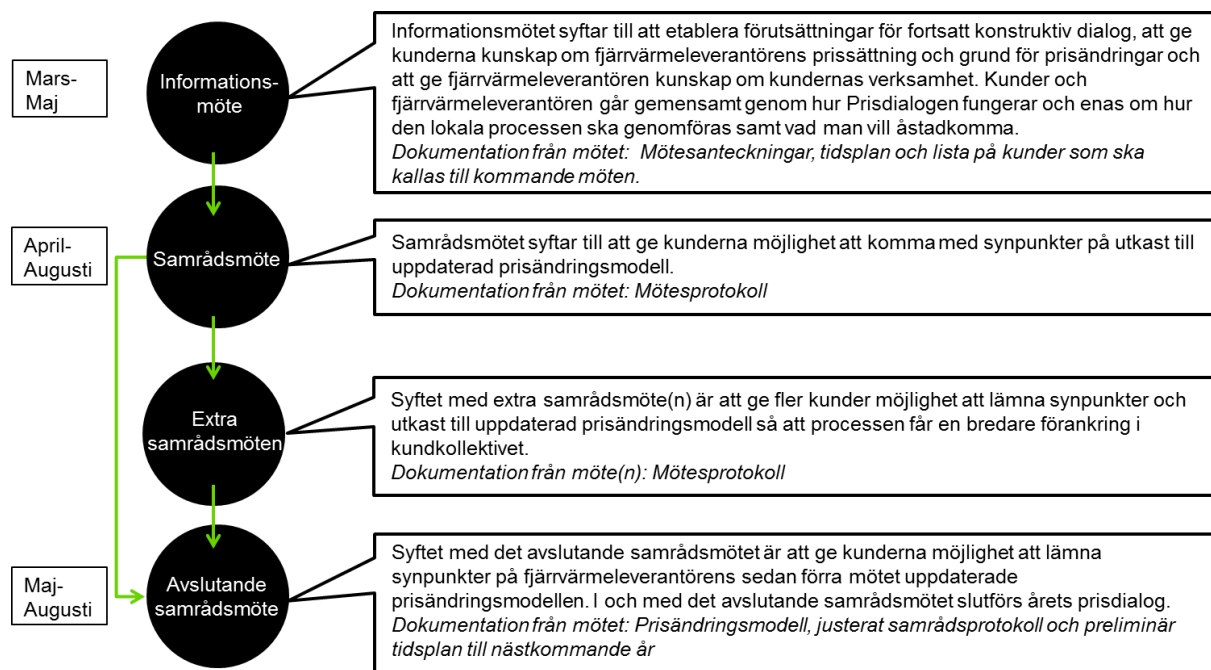 Mars-
Maj
Informations-
möte
Informationsmötet syftar till att etablera förutsättningar för fortsatt konstruktiv dialog, att ge
kunderna kunskap om fjärrvärmeleverantörens prissättning och grund för prisändringar och
att ge fjärrvärmeleverantören kunskap om kundernas verksamhet. Kunder och
fjärrvärmeleverantören går gemensamt genom hur Prisdialogen fungerar och enas om hur
den lokala processen ska genomföras samt vad man vill åstadkomma.
Dokumentation från mötet: Mötesanteckningar, tidsplan och lista på kunder som ska
kallas till kommande möten.
April-
Augusti
Samrådsmöte
Samrådsmötet syftar till att ge kunderna möjlighet att komma med synpunkter på utkast till
uppdaterad prisändringsmodell.
Dokumentation från mötet: Mötesprotokoll
Extra
samrådsmöten
Syftet med extra samrådsmöte(n) är att ge fler kunder möjlighet att lämna synpunkter och
utkast till uppdaterad prisändringsmodell så att processen får en bredare förankring i
kundkollektivet.
Dokumentation från möte(n): Mötesprotokoll
Maj-
Augusti
Avslutande
samrådsmöte
Syftet med det avslutande samrådsmötet är att ge kunderna möjlighet att lämna
synpunkter på fjärrvärmeleverantörens sedan förra mötet uppdaterade
prisändringsmodellen. I och med det avslutande samrådsmötet slutförs årets prisdialog.
Dokumentation från mötet: Prisändringsmodell, justerat samrådsprotokoll och preliminär
tidsplan till nästkommande år